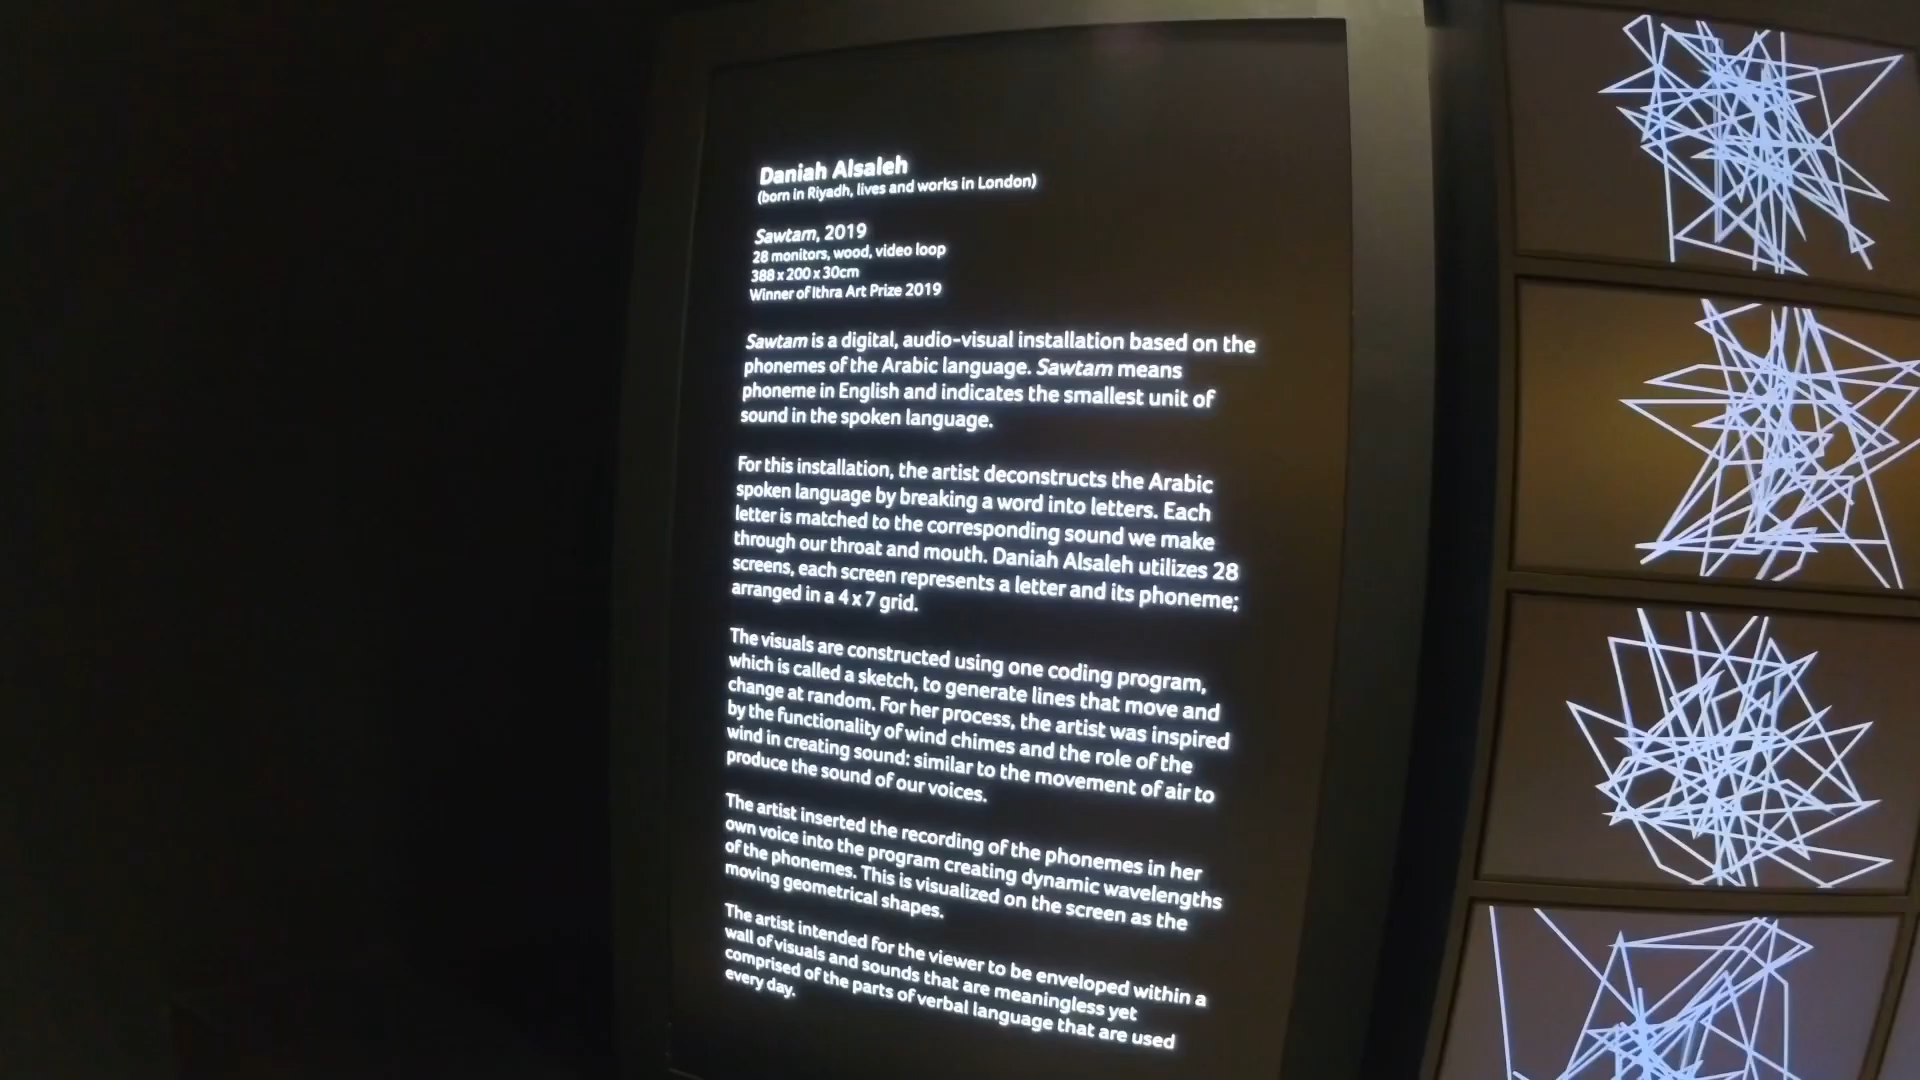 Daniah Alsaleh
(born in Riyadh, lives and works in London)
Sawtam, 2019
28 monitors, wood, video loop
388 x 200 x 30cm
Winner of Ithra Art Prize 2019
Sawtam is a digital, audio-visual installation based on the
phonemes of the Arabic language. Sawtam means
phoneme in English and indicates the smallest unit of
sound in the spoken language.
For this installation, the artist deconstructs the Arabic
spoken language by breaking a word into letters. Each
letter is matched to the corresponding sound we make
through our throat and mouth. Daniah Alsaleh utilizes 28
screens, each screen represents a letter and its phoneme;
arranged in a 4 x 7 grid.
The visuals are constructed using one coding program,
which is called a sketch, to generate lines that move and
change at random. For her process, the artist was inspired
by the functionality of wind chimes and the role of the
wind in creating sound: similar to the movement of air to
produce the sound of our voices.
The artist inserted the recording of the phonemes in her
own voice into the program creating dynamic wavelengths
of the phonemes. This is visualized on the screen as the
moving geometrical shapes.
The artist intended for the viewer to be enveloped within a
wall of visuals and sounds that are meaningless yet
comprised of the parts of verbal language that are used
every day.